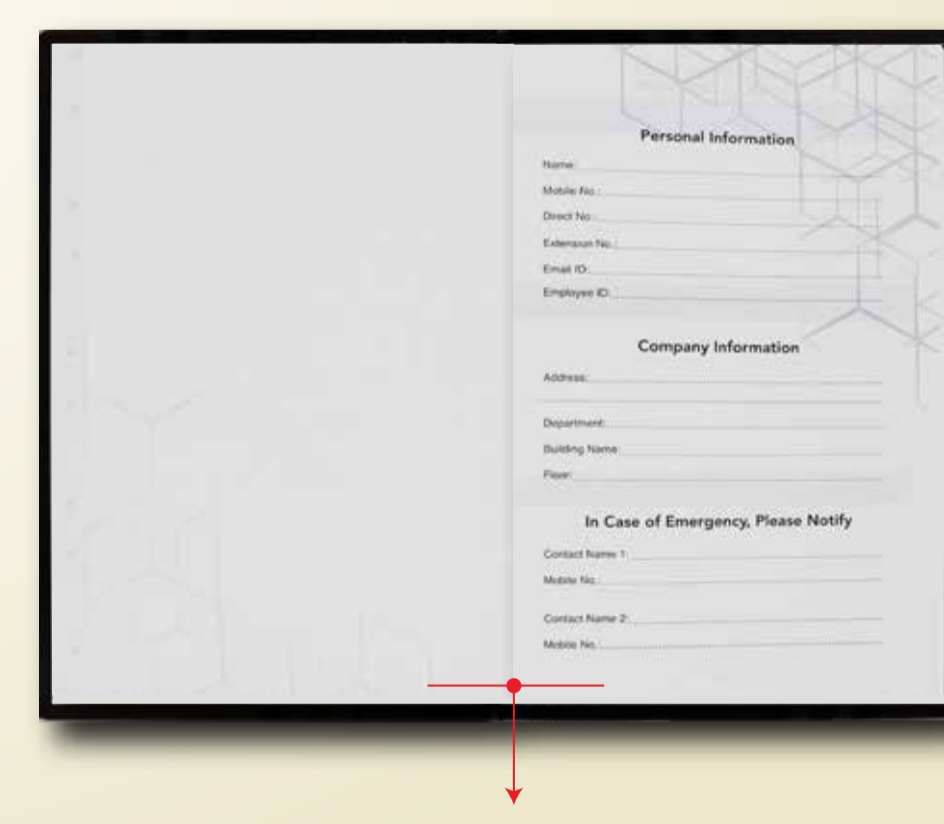 Personal Information
Name:
Mobile No.:
Direct No.:
Extension No.:
Email ID:
Employee ID:
Company Information
Address:
Department:
Building Name:
Floor:
In Case of Emergency, Please Notify
Contact Name 1:
Mobile No.:
Contact Name 2:
Mobile No.: